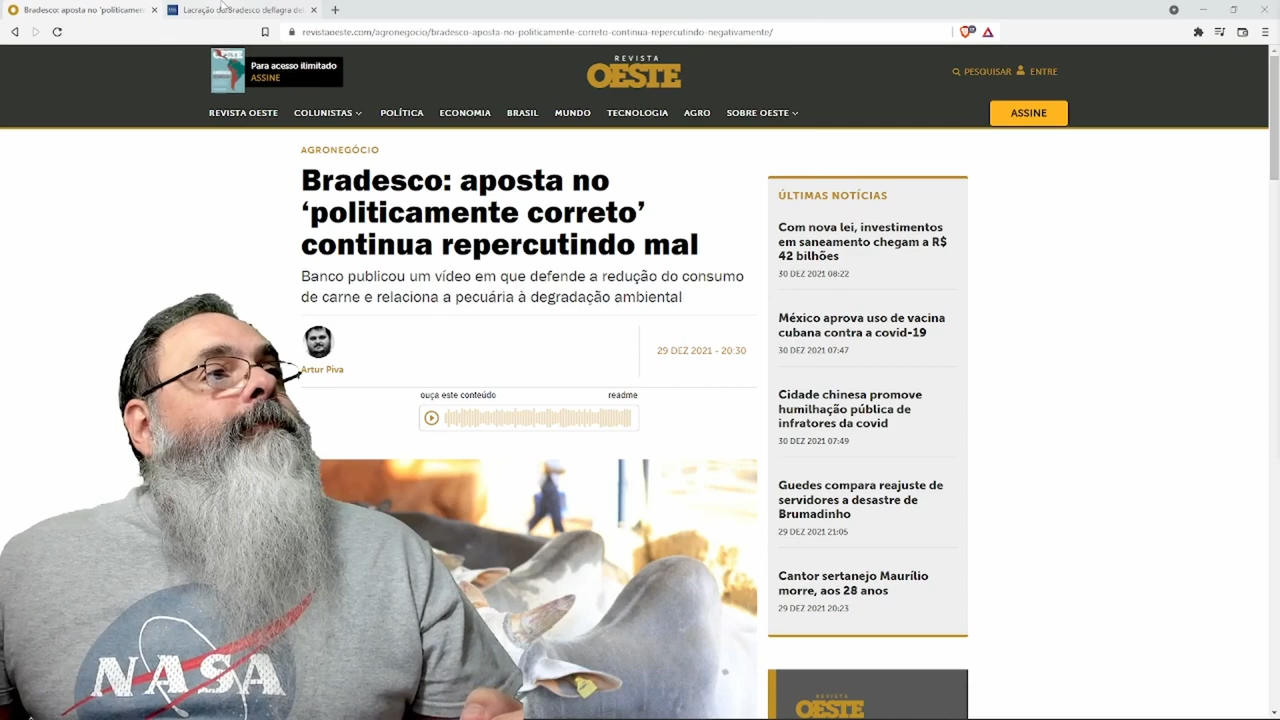 Bradesco: aposta no 'politicament
Lacração do Bradesco deflagra de
revistaoeste.com/agronegocio/bradesco-aposta-no-politicamente-correto-continua-repercutindo-negativamente/
Para acesso ilimitado
ASSINE
REVISTA
OESTE
PESQUISAR
ENTRE
REVISTA OESTE
COLUNISTAS
POLÍTICA
ECONOMIA
BRASIL
MUNDO
TECNOLOGIA
AGRO
SOBRE OESTE
ASSINE
AGRONEGÓCIO
Bradesco: aposta no
‘politicamente correto’
continua repercutindo mal
Banco publicou um vídeo em que defende a redução do consumo
de carne e relaciona a pecuária à degradação ambiental
Artur Piva
29 DEZ 2021 - 20:30
ouça este conteúdo
readme
ÚLTIMAS NOTÍCIAS
Com nova lei, investimentos
em saneamento chegam a R$
42 bilhões
30 DEZ 2021 08:22
México aprova uso de vacina
cubana contra a covid-19
30 DEZ 2021 07:47
Cidade chinesa promove
humilhação pública de
infratores da covid
30 DEZ 2021 07:49
Guedes compara reajuste de
servidores a desastre de
Brumadinho
29 DEZ 2021 21:05
Cantor sertanejo Maurílio
morre, aos 28 anos
29 DEZ 2021 20:23
REVISTA
OESTE
NASA